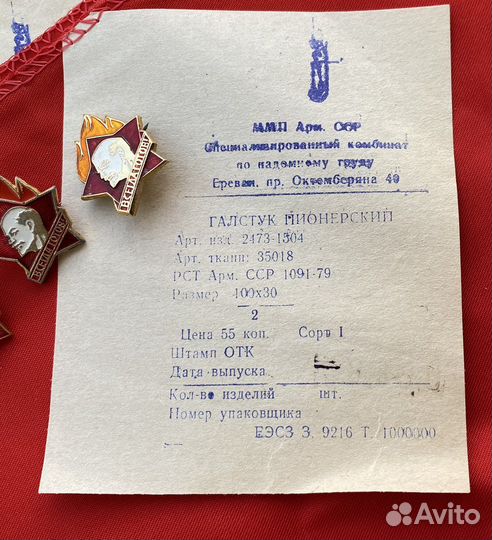 ММП Арм. ССР
Специализированный комбинат
по надомному труду
Ереван, пр. Октемберяна 49
ГАЛСТУК ПИОНЕРСКИЙ
Арт. изд. 2473-1504
Арт. ткани: 35018
РСТ Арм. ССР 1091-79
Размер 100х30
2
Цена 55 коп. Сорт I
Штамп ОТК
Дата выпуска
Кол-во изделий шт.
Номер упаковщика
ЕЭСЗ З. 9216 Т. 1000000
ВСЕГДА ГОТОВ!
ВСЕГДА ГОТОВ!
Avito